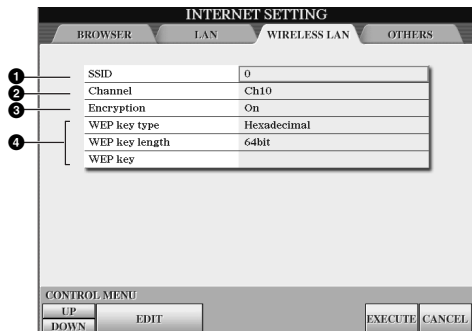 INTERNET SETTING
BROWSER LAN WIRELESS LAN OTHERS
1 SSID 0
2 Channel Ch10
3 Encryption On
WEP key type Hexadecimal
4 WEP key length 64bit
WEP key
CONTROL MENU
UP EDIT EXECUTE CANCEL
DOWN